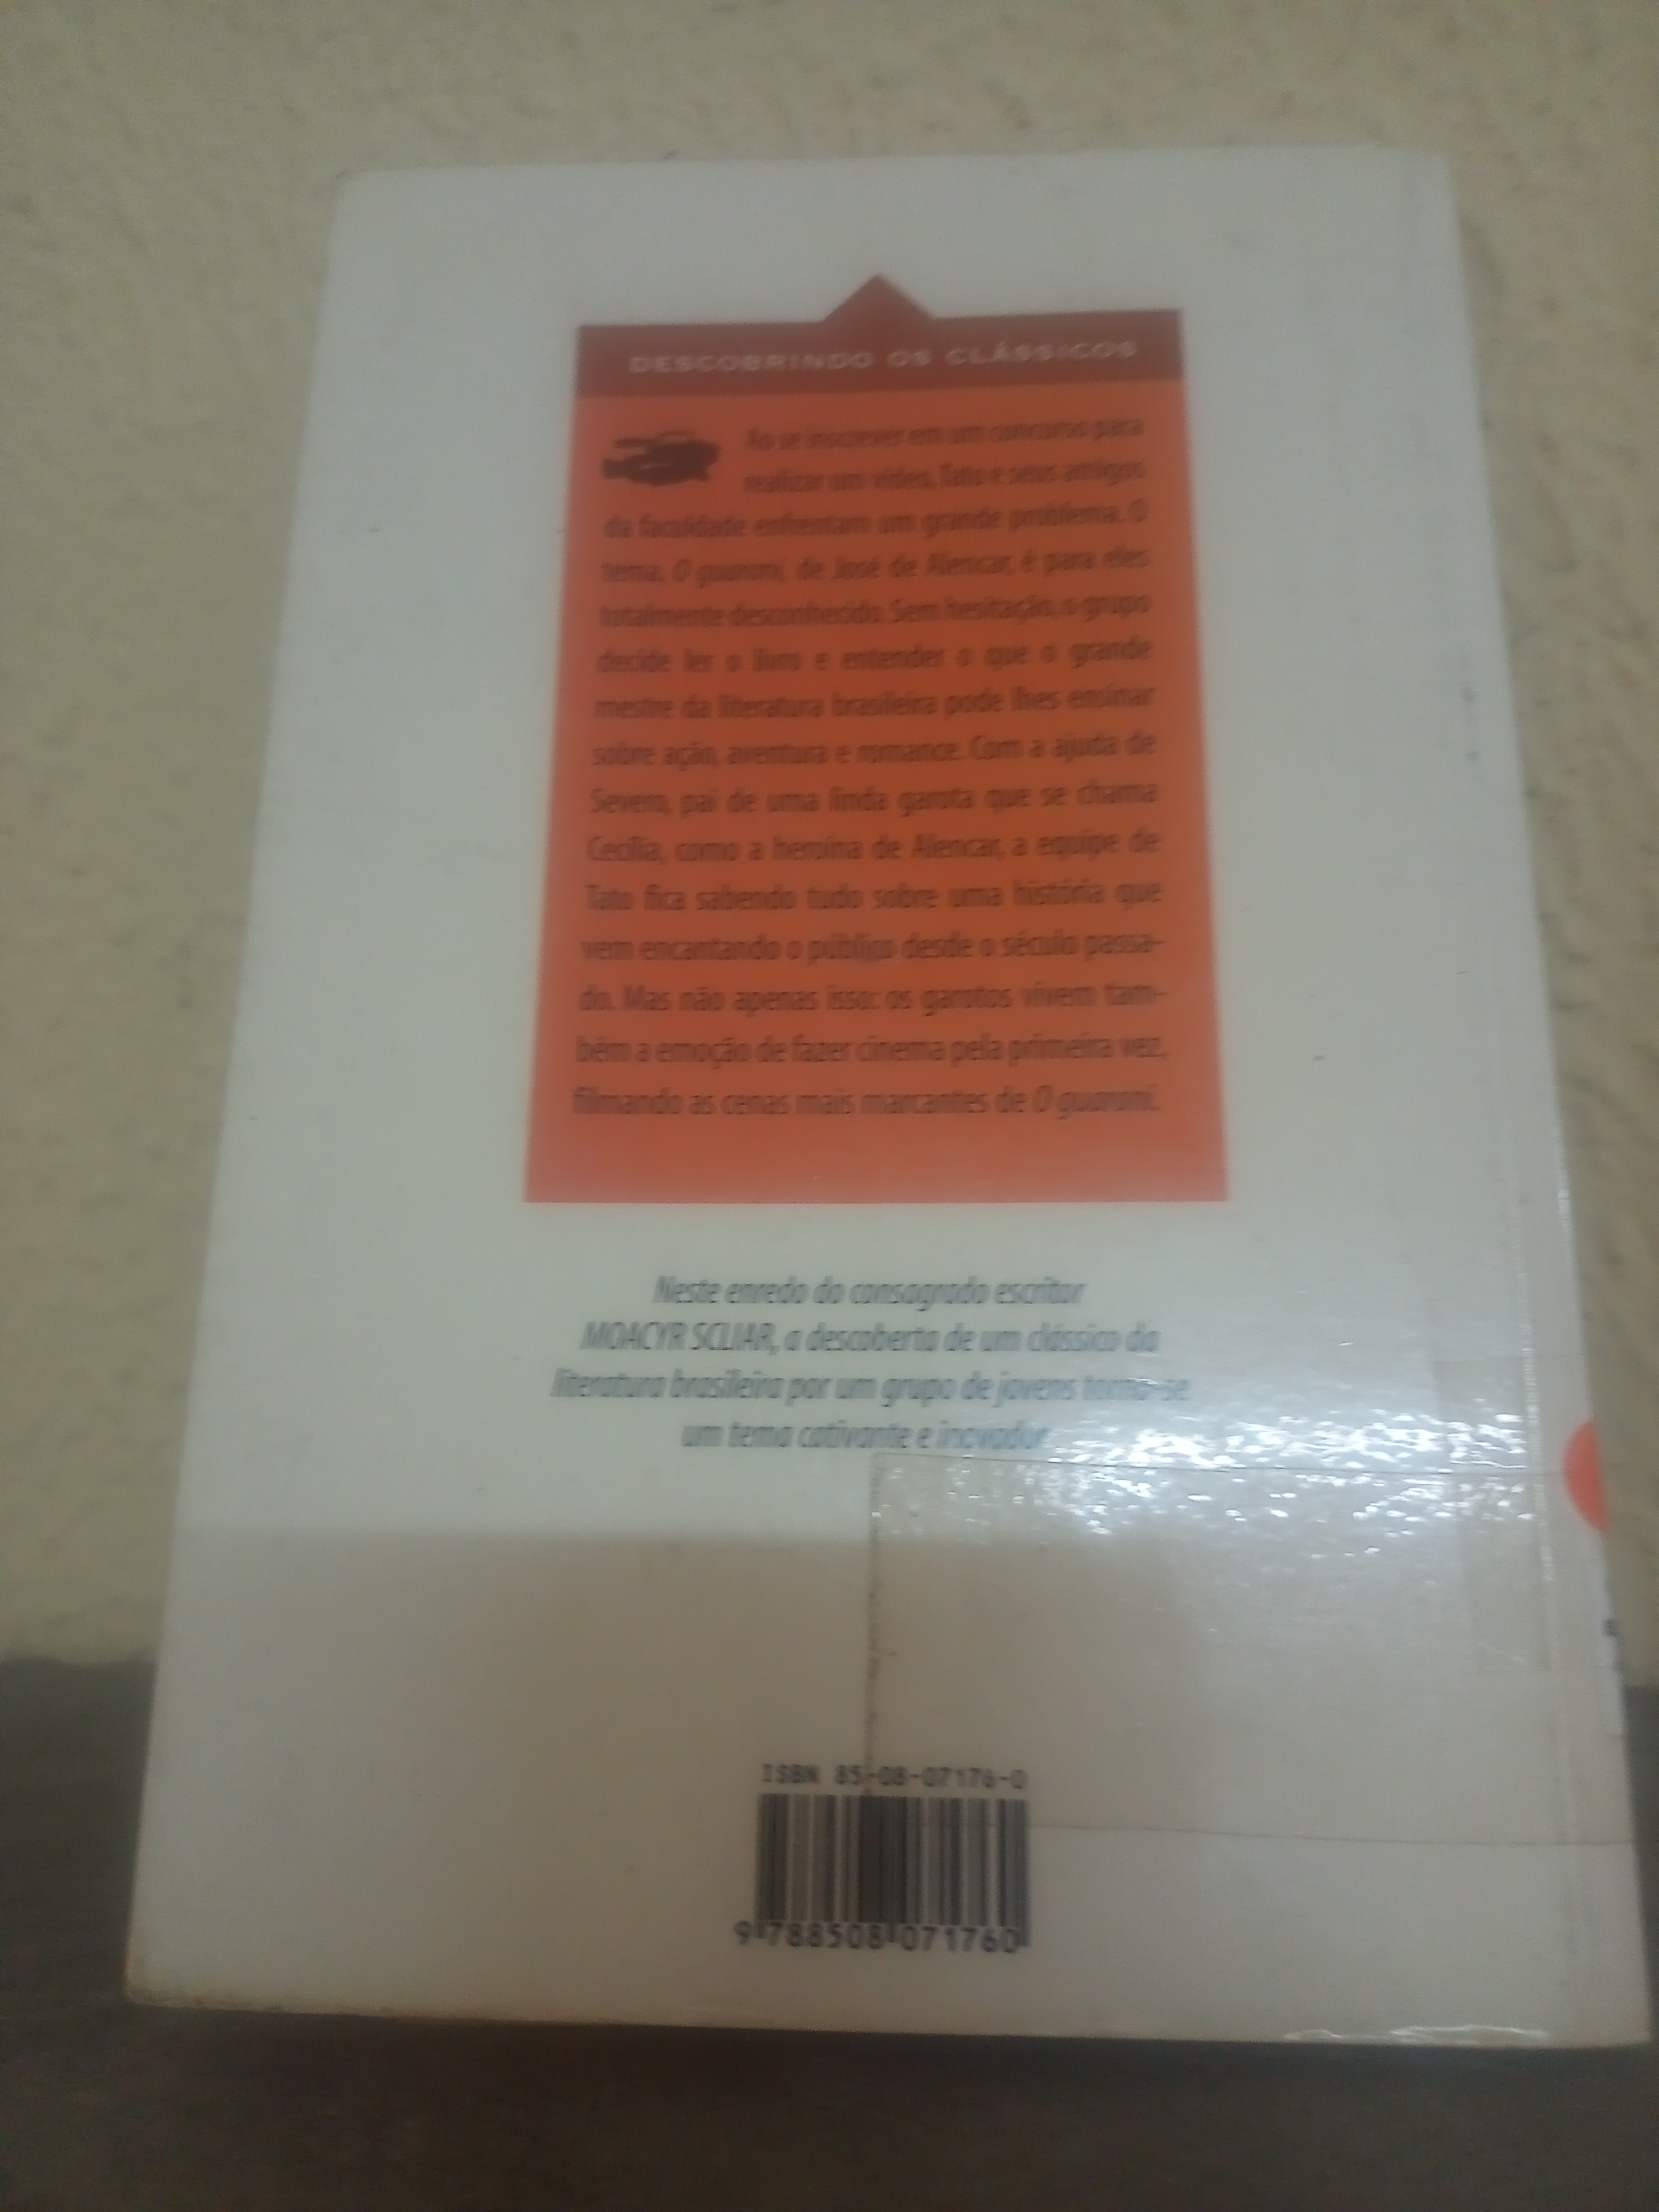 DESCOBRINDO OS CLÁSSICOS
Ao se inscrever em um concurso para
realizar um vídeo, Tato e seus amigos
da faculdade enfrentam um grande problema. O
tema, O guarani, de José de Alencar, é para eles
totalmente desconhecido. Sem hesitação, o grupo
decide ler o livro e entender o que o grande
mestre da literatura brasileira pode lhes ensinar
sobre ação, aventura e romance. Com a ajuda de
Severo, pai de uma linda garota que se chama
Cecília, como a heroína de Alencar, a equipe de
Tato fica sabendo tudo sobre uma história que
vem encantando o público desde o século passa-
do. Mas não apenas isso: os garotos vivem tam-
bém a emoção de fazer cinema pela primeira vez,
filmando as cenas mais marcantes de O guarani.
Neste enredo do consagrado escritor
MOACYR SCLIAR, a descoberta de um clássico da
literatura brasileira por um grupo de jovens torna-se
um tema cativante e inovador.
ISBN 85-08-07176-0
9 788508 071760